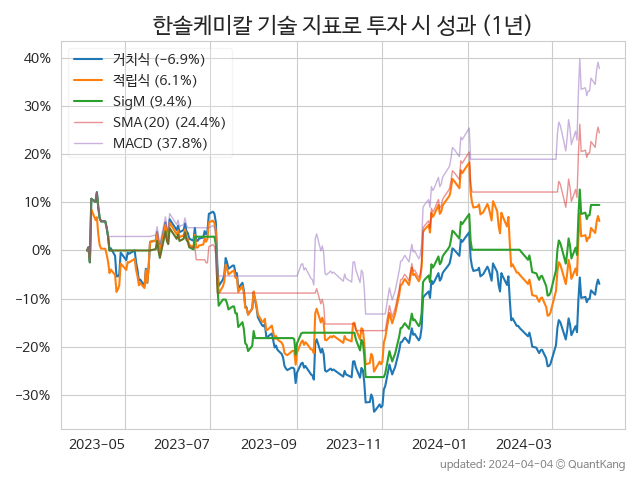 한솔케미칼 기술 지표로 투자 시 성과 (1년)
거치식 (−6.9%)
적립식 (6.1%)
SigM (9.4%)
SMA(20) (24.4%)
MACD (37.8%)
40%
30%
20%
10%
0%
−10%
−20%
−30%
2023-05 2023-07 2023-09 2023-11 2024-01 2024-03
updated: 2024-04-04 © QuantKang